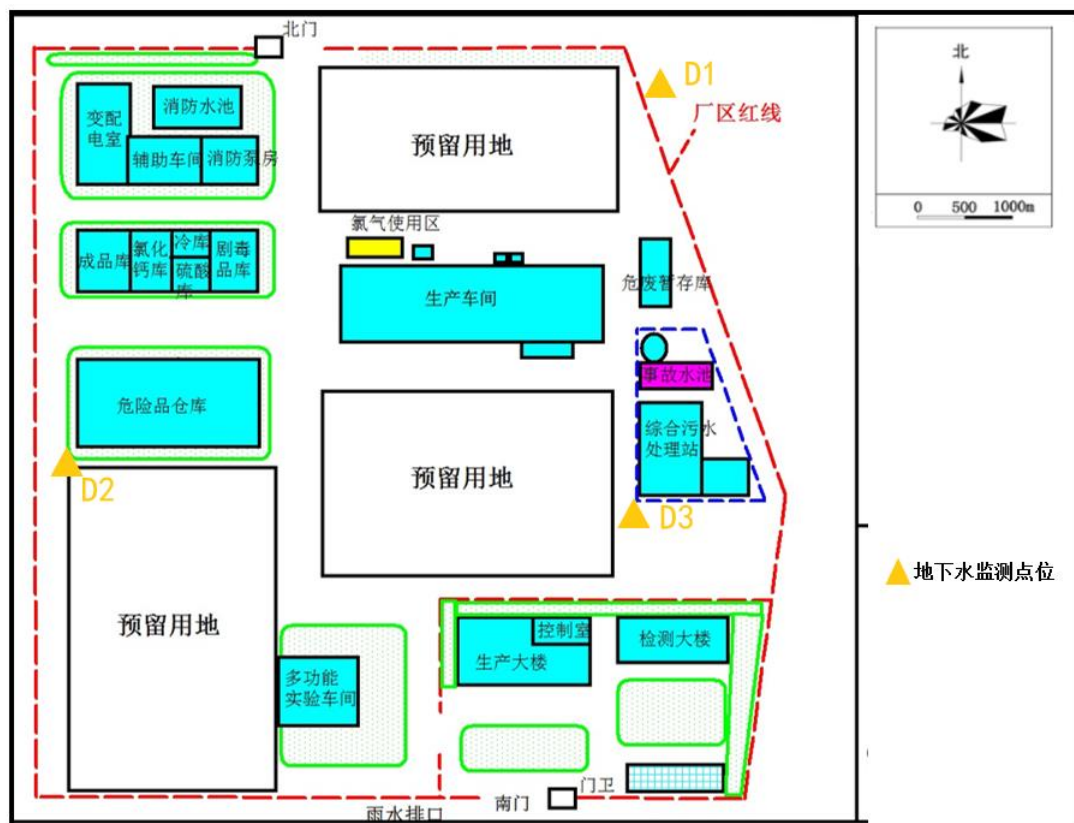 北门
北
D1
厂区红线
0 500 1000m
变配
电室
消防水池
辅助车间
消防泵房
预留用地
氯气使用区
成品库
氯化
钙库
冷库
硫酸
库
剧毒
品库
生产车间
危废暂存库
事故水池
危险品仓库
综合污水
处理站
预留用地
D2
D3
地下水监测点位
预留用地
多功能
实验车间
控制室
生产大楼
检测大楼
门卫
南门
雨水排口